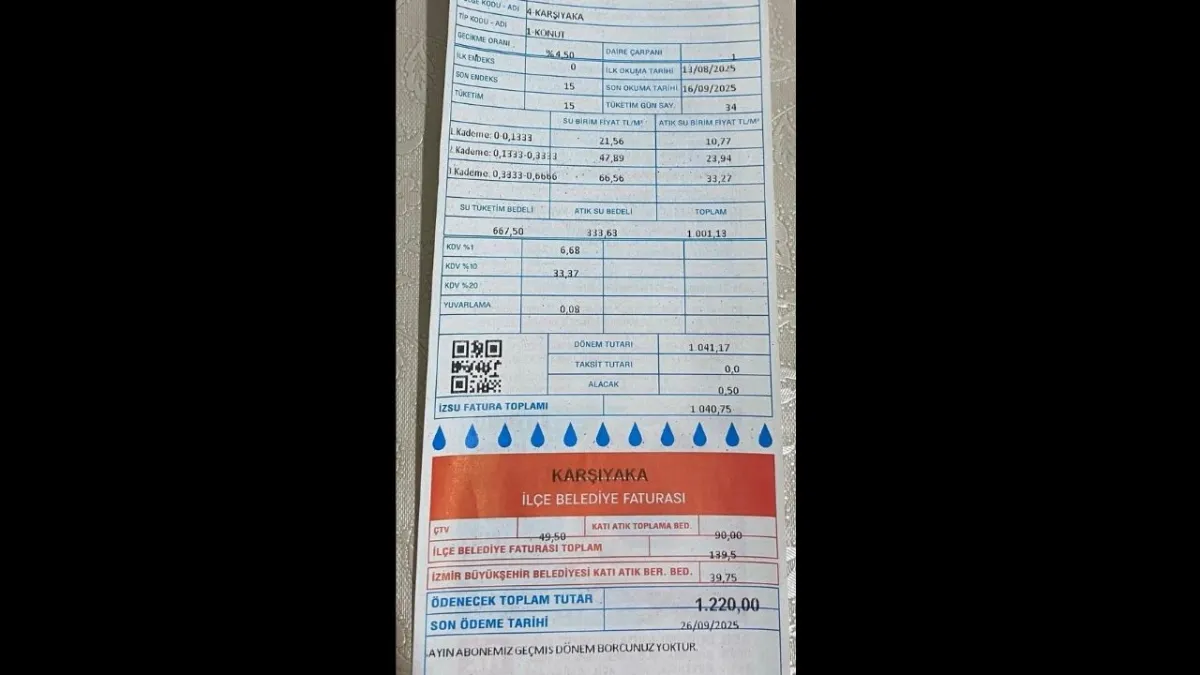 KODU - ADI 4-KARŞIYAKA
TİP KODU - ADI 1-KONUT
GECİKME ORANI %4,50 DAİRE ÇARPANI 1
İLK ENDEKS 0 İLK OKUMA TARİHİ 13/08/2025
SON ENDEKS 15 SON OKUMA TARİHİ 16/09/2025
TÜKETİM 15 TÜKETİM GÜN SAY. 34
SU BİRİM FİYAT TL/M³ ATIK SU BİRİM FİYAT TL/M³
Kademe: 0-0,1333 21,56 10,77
Kademe: 0,1333-0,3333 47,89 23,94
Kademe: 0,3333-0,6666 66,56 33,27
SU TÜKETİM BEDELİ ATIK SU BEDELİ TOPLAM
667,50 333,63 1 001,13
KDV %1 6,68
KDV %10 33,37
KDV %20
YUVARLAMA 0,08
DÖNEM TUTARI 1 041,17
TAKSİT TUTARI 0,0
ALACAK 0,50
İZSU FATURA TOPLAMI 1 040,75
KARŞIYAKA
İLÇE BELEDİYE FATURASI
ÇTV 49,50 KATI ATIK TOPLAMA BED. 90,00
İLÇE BELEDİYE FATURASI TOPLAM 139,5
İZMİR BÜYÜKŞEHİR BELEDİYESİ KATI ATIK BER. BED. 39,75
ÖDENECEK TOPLAM TUTAR 1.220,00
SON ÖDEME TARİHİ 26/09/2025
AYIN ABONEMİZ GEÇMİŞ DÖNEM BORCUNUZ YOKTUR.